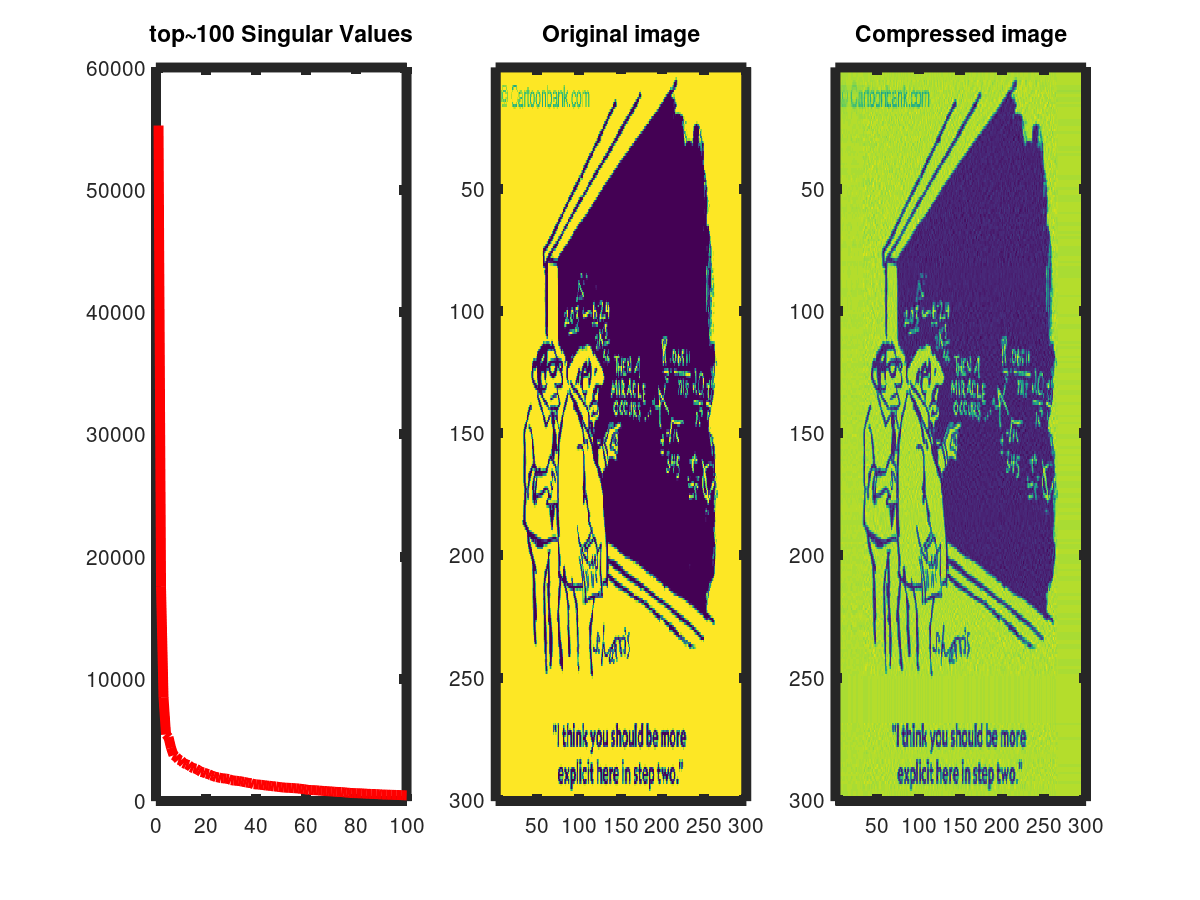 top~100 Singular Values
60000
50000
40000
30000
20000
10000
0
0 20 40 60 80 100
Original image
© Cartoonbank.com
THEN A
MIRACLE
OCCURS
"I think you should be more
explicit here in step two."
50
100
150
200
250
300
50 100 150 200 250 300
Compressed image
© Cartoonbank.com
THEN A
MIRACLE
OCCURS
"I think you should be more
explicit here in step two."
50
100
150
200
250
300
50 100 150 200 250 300